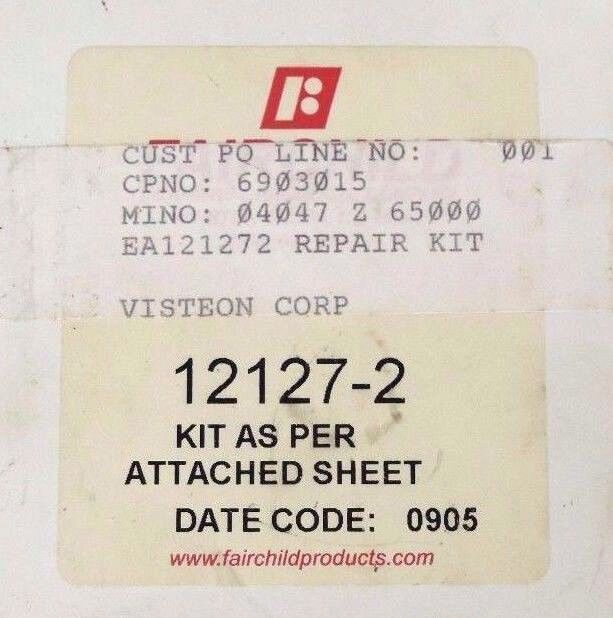 CUST PO LINE NO: 001
CPNO: 6903015
MINO: 04047 Z 65000
EA121272 REPAIR KIT
VISTEON CORP
12127-2
KIT AS PER
ATTACHED SHEET
DATE CODE: 0905
www.fairchildproducts.com